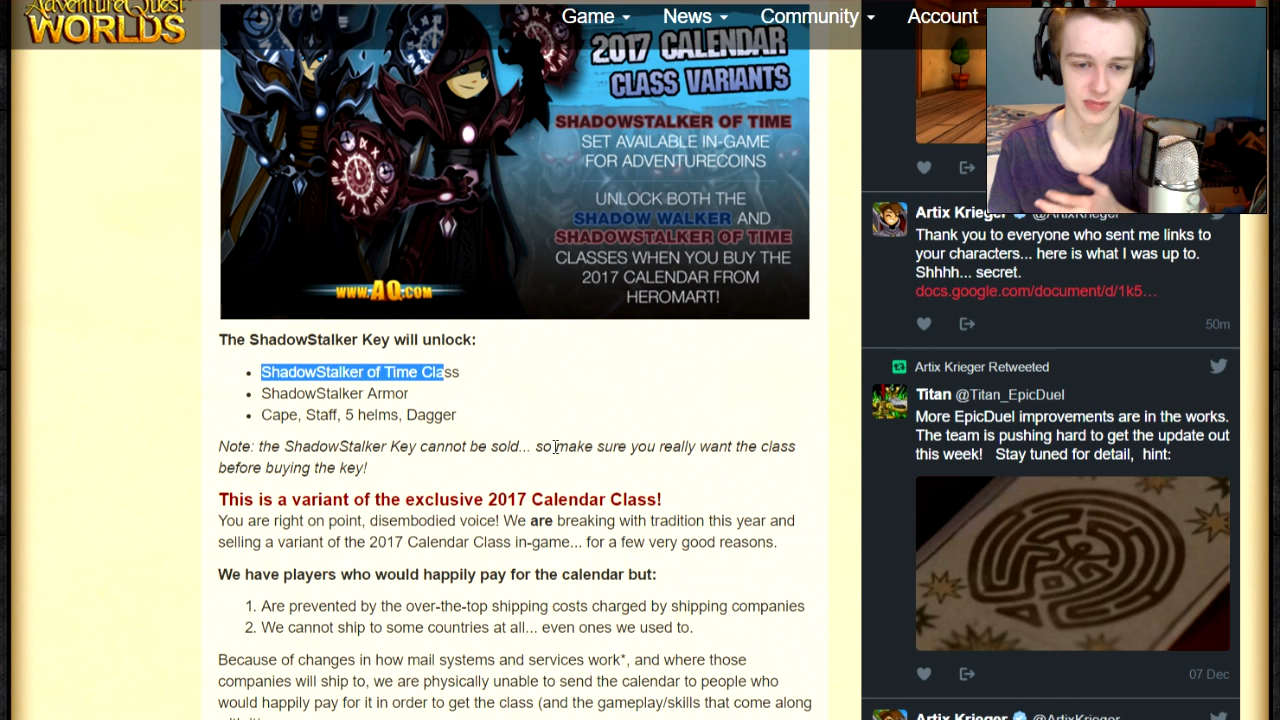 AdventureQuest
WORLDS
Game
News
Community
Account
2017 CALENDAR
CLASS VARIANTS
SHADOWSTALKER OF TIME
SET AVAILABLE IN-GAME
FOR ADVENTURECOINS
UNLOCK BOTH THE
SHADOW WALKER AND
SHADOWSTALKER OF TIME
CLASSES WHEN YOU BUY THE
2017 CALENDAR FROM
HEROMART!
WWW.AQ.COM
The ShadowStalker Key will unlock:
• ShadowStalker of Time Class
• ShadowStalker Armor
• Cape, Staff, 5 helms, Dagger
Note: the ShadowStalker Key cannot be sold... so make sure you really want the class
before buying the key!
This is a variant of the exclusive 2017 Calendar Class!
You are right on point, disembodied voice! We are breaking with tradition this year and
selling a variant of the 2017 Calendar Class in-game... for a few very good reasons.
We have players who would happily pay for the calendar but:
1. Are prevented by the over-the-top shipping costs charged by shipping companies
2. We cannot ship to some countries at all... even ones we used to.
Because of changes in how mail systems and services work*, and where those
companies will ship to, we are physically unable to send the calendar to people who
would happily pay for it in order to get the class (and the gameplay/skills that come along
Artix Krieger @ArtixKrieger
Thank you to everyone who sent me links to
your characters... here is what I was up to.
Shhhh... secret.
docs.google.com/document/d/1k5…
50m
Artix Krieger Retweeted
Titan @Titan_EpicDuel
More EpicDuel improvements are in the works.
The team is pushing hard to get the update out
this week! Stay tuned for detail, hint:
07 Dec
Artix Krieger @ArtixKrieger